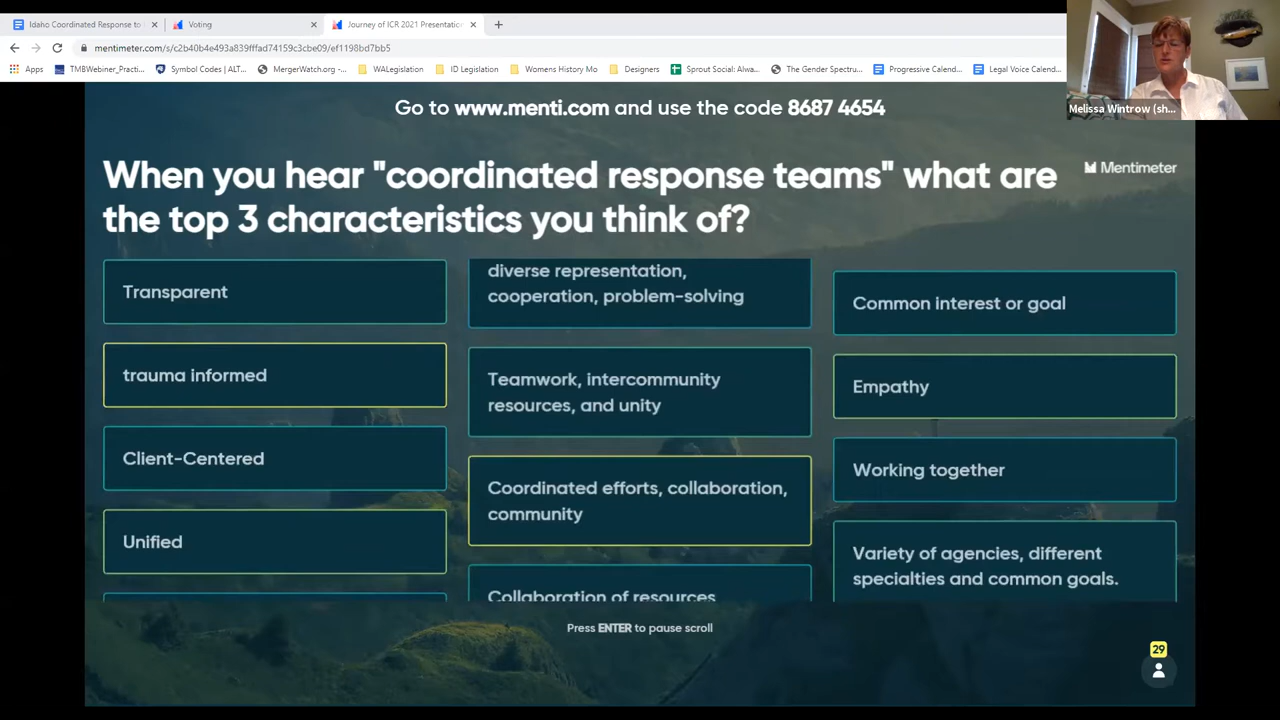 Idaho Coordinated Response to
Voting
Journey of ICR 2021 Presentatio
mentimeter.com/s/c2b40b4e493a839fffad74159c3cbe09/ef1198bd7bb5
Apps
TMBWebiner_Practi...
Symbol Codes | ALT...
MergerWatch.org -...
WALegislation
ID Legislation
Womens History Mo
Designers
Sprout Social: Alwa...
The Gender Spectru...
Progressive Calend...
Legal Voice Calend...
Melissa Wintrow (sh...
Go to www.menti.com and use the code 8687 4654
When you hear "coordinated response teams" what are
the top 3 characteristics you think of?
Mentimeter
Transparent
trauma informed
Client-Centered
Unified
diverse representation,
cooperation, problem-solving
Teamwork, intercommunity
resources, and unity
Coordinated efforts, collaboration,
community
Collaboration of resources
Common interest or goal
Empathy
Working together
Variety of agencies, different
specialties and common goals.
Press ENTER to pause scroll
29